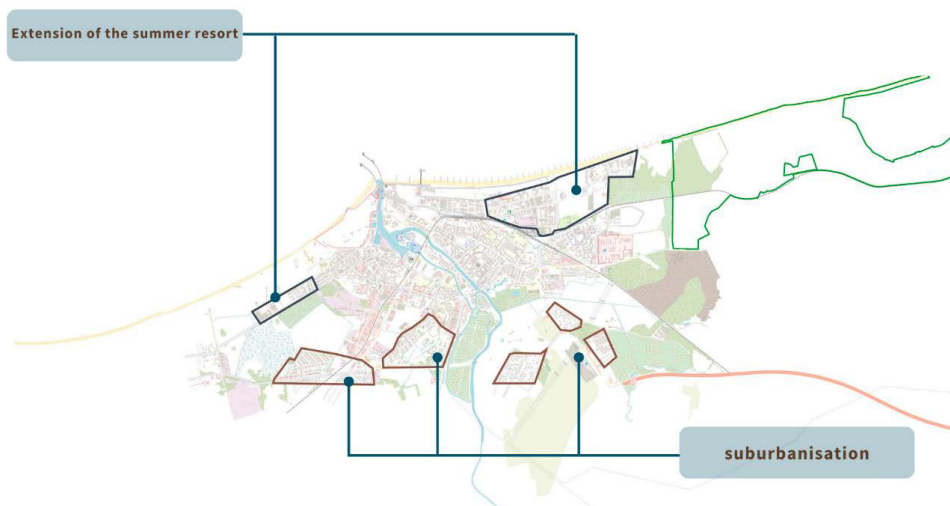 Extension of the summer resort
suburbanisation